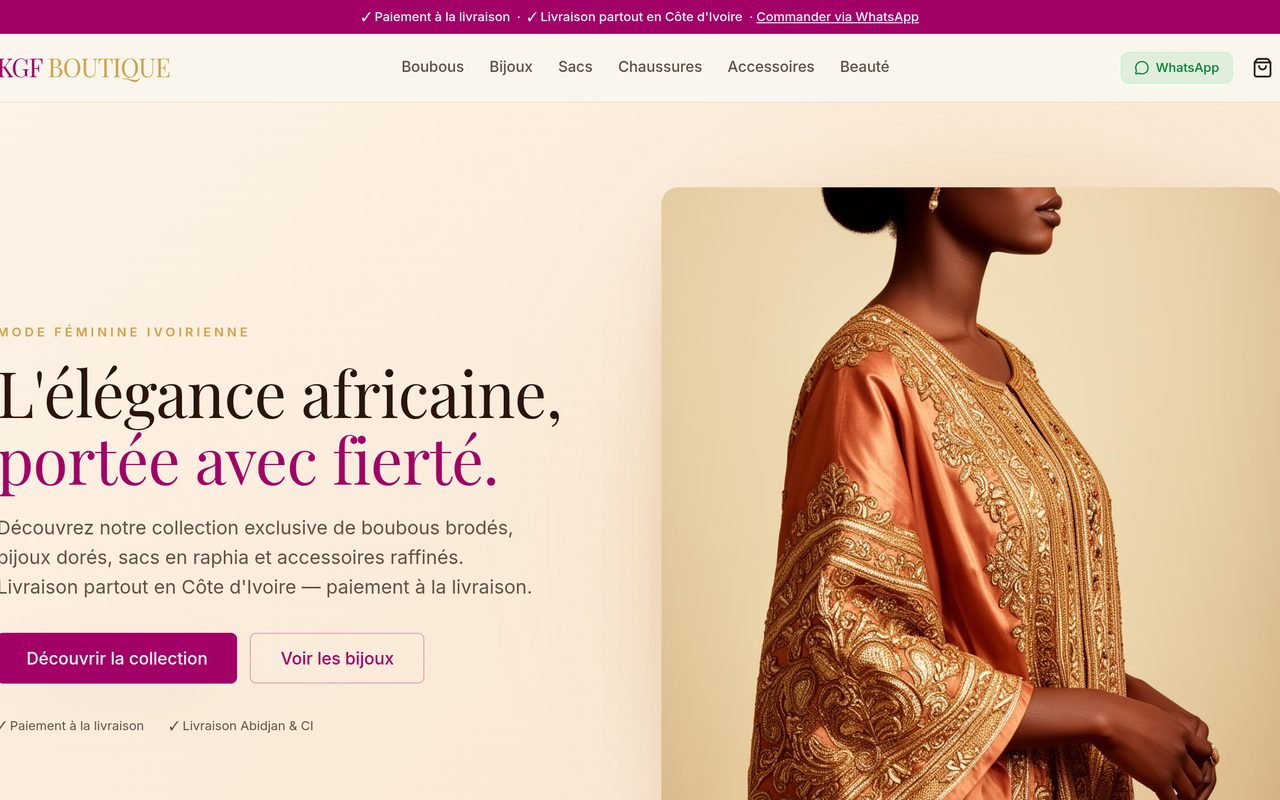 ✓ Paiement à la livraison · ✓ Livraison partout en Côte d'Ivoire · Commander via WhatsApp
KGF BOUTIQUE
Boubous Bijoux Sacs Chaussures Accessoires Beauté
WhatsApp
MODE FÉMININE IVOIRIENNE
L'élégance africaine,
portée avec fierté.
Découvrez notre collection exclusive de boubous brodés,
bijoux dorés, sacs en raphia et accessoires raffinés.
Livraison partout en Côte d'Ivoire — paiement à la livraison.
Découvrir la collection Voir les bijoux
✓ Paiement à la livraison ✓ Livraison Abidjan & CI